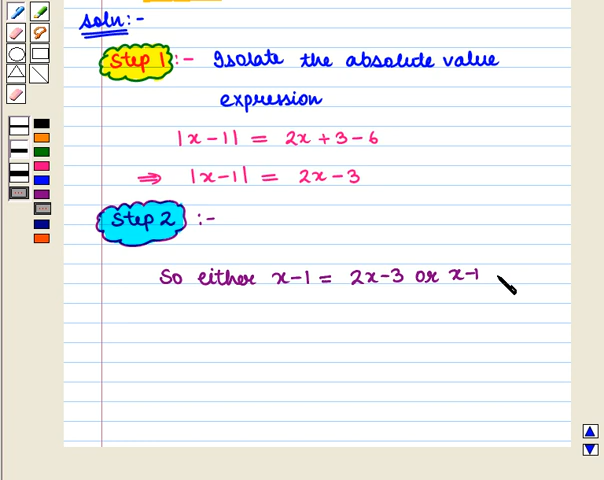 Soln:-
Step 1 :- Isolate the absolute value
expression
|x-1| = 2x+3-6
⇒ |x-1| = 2x-3
Step 2 :-
So either x-1 = 2x-3 or x-1